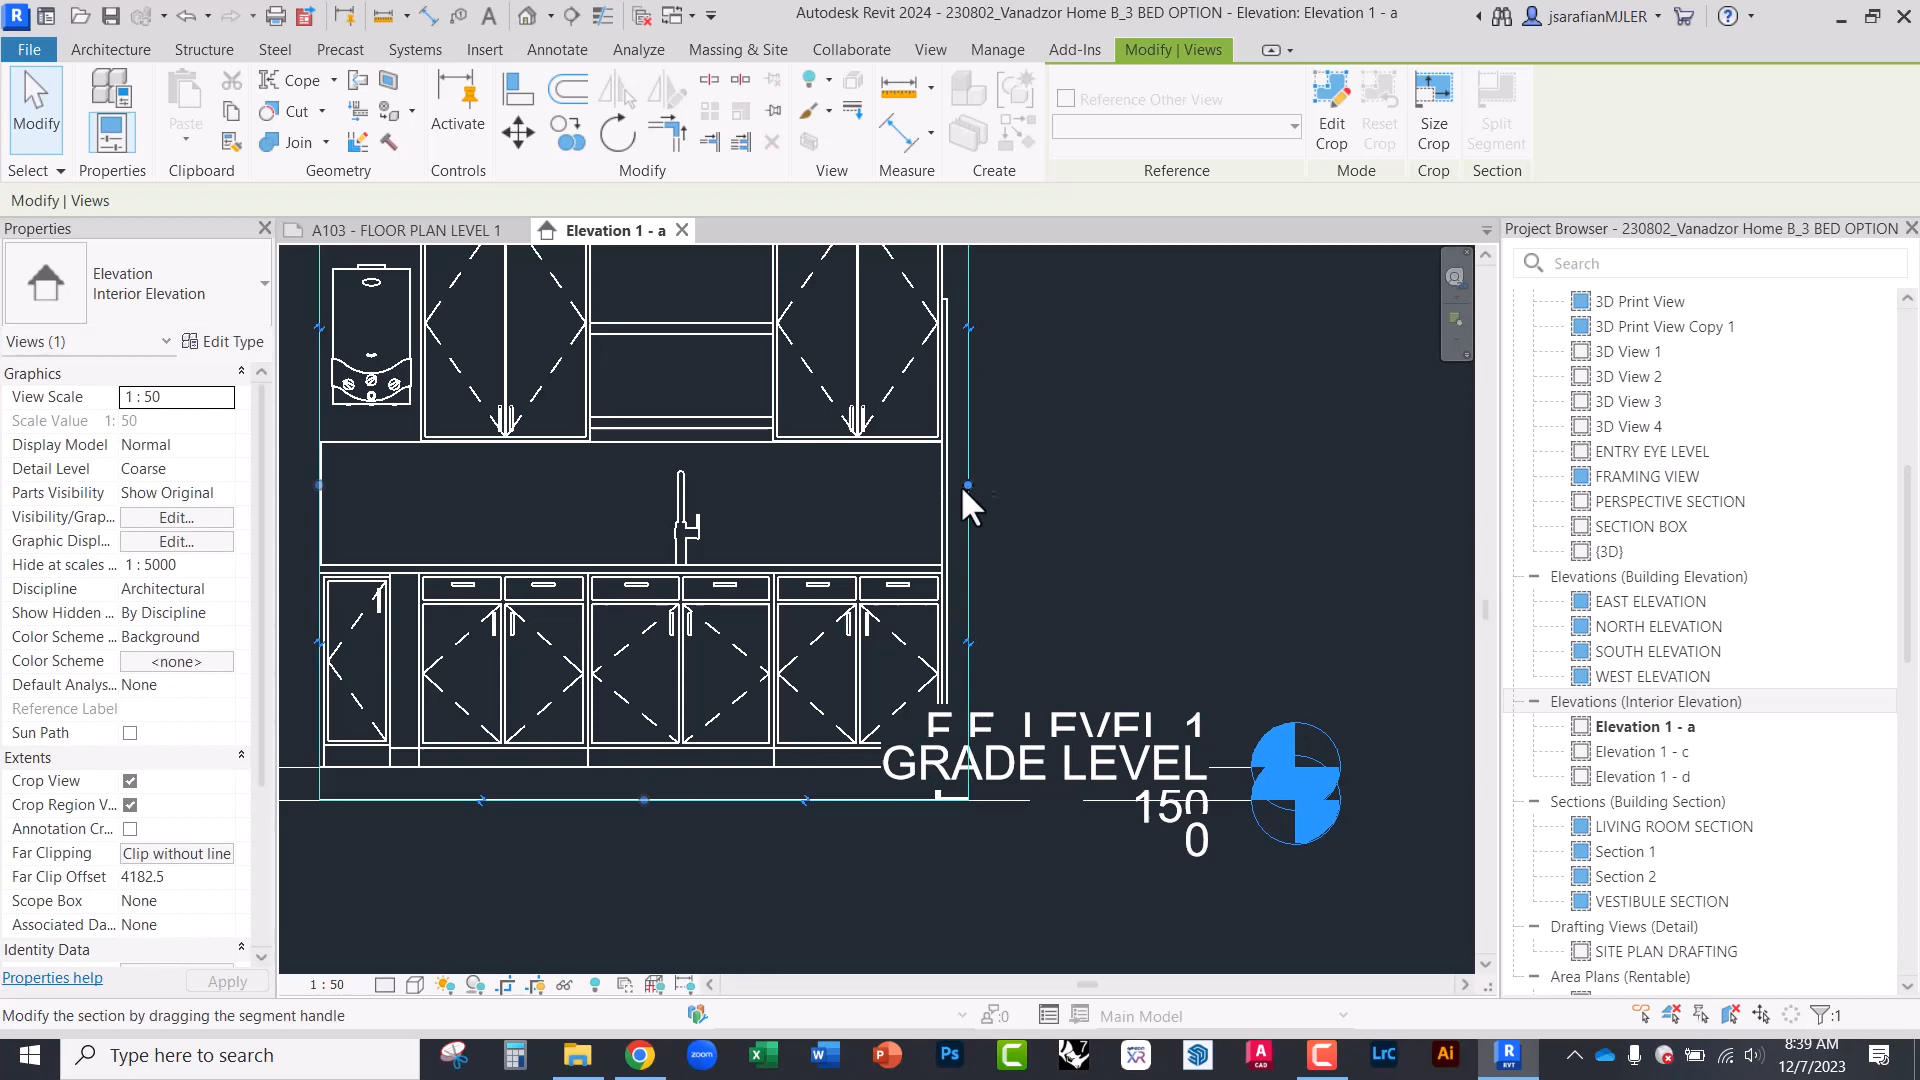 Autodesk Revit 2024 - 230802_Vanadzor Home B_3 BED OPTION - Elevation: Elevation 1 - a
jsarafianMJLER
File
Architecture
Structure
Steel
Precast
Systems
Insert
Annotate
Analyze
Massing & Site
Collaborate
View
Manage
Add-Ins
Modify | Views
Modify
Select
Properties
Paste
Clipboard
Cope
Cut
Join
Geometry
Activate
Controls
Modify
View
Measure
Create
Reference Other View
Reference
Edit Crop
Reset Crop
Mode
Size Crop
Crop
Split Segment
Section
Modify | Views
Properties
Elevation
Interior Elevation
Views (1)
Edit Type
Graphics
View Scale 1 : 50
Scale Value 1: 50
Display Model Normal
Detail Level Coarse
Parts Visibility Show Original
Visibility/Grap... Edit...
Graphic Displ... Edit...
Hide at scales ... 1 : 5000
Discipline Architectural
Show Hidden ... By Discipline
Color Scheme ... Background
Color Scheme <none>
Default Analys... None
Reference Label
Sun Path
Extents
Crop View
Crop Region V...
Annotation Cr...
Far Clipping Clip without line
Far Clip Offset 4182.5
Scope Box None
Associated Da... None
Identity Data
Properties help
Apply
A103 - FLOOR PLAN LEVEL 1
Elevation 1 - a
F.F. LEVEL 1
GRADE LEVEL
150
0
1 : 50
Project Browser - 230802_Vanadzor Home B_3 BED OPTION
Search
3D Print View
3D Print View Copy 1
3D View 1
3D View 2
3D View 3
3D View 4
ENTRY EYE LEVEL
FRAMING VIEW
PERSPECTIVE SECTION
SECTION BOX
{3D}
Elevations (Building Elevation)
EAST ELEVATION
NORTH ELEVATION
SOUTH ELEVATION
WEST ELEVATION
Elevations (Interior Elevation)
Elevation 1 - a
Elevation 1 - c
Elevation 1 - d
Sections (Building Section)
LIVING ROOM SECTION
Section 1
Section 2
VESTIBULE SECTION
Drafting Views (Detail)
SITE PLAN DRAFTING
Area Plans (Rentable)
Modify the section by dragging the segment handle
:0
Main Model
:1
Type here to search
zoom
Ps
XR
A CAD
LrC
Ai
R RVT
8:39 AM
12/7/2023